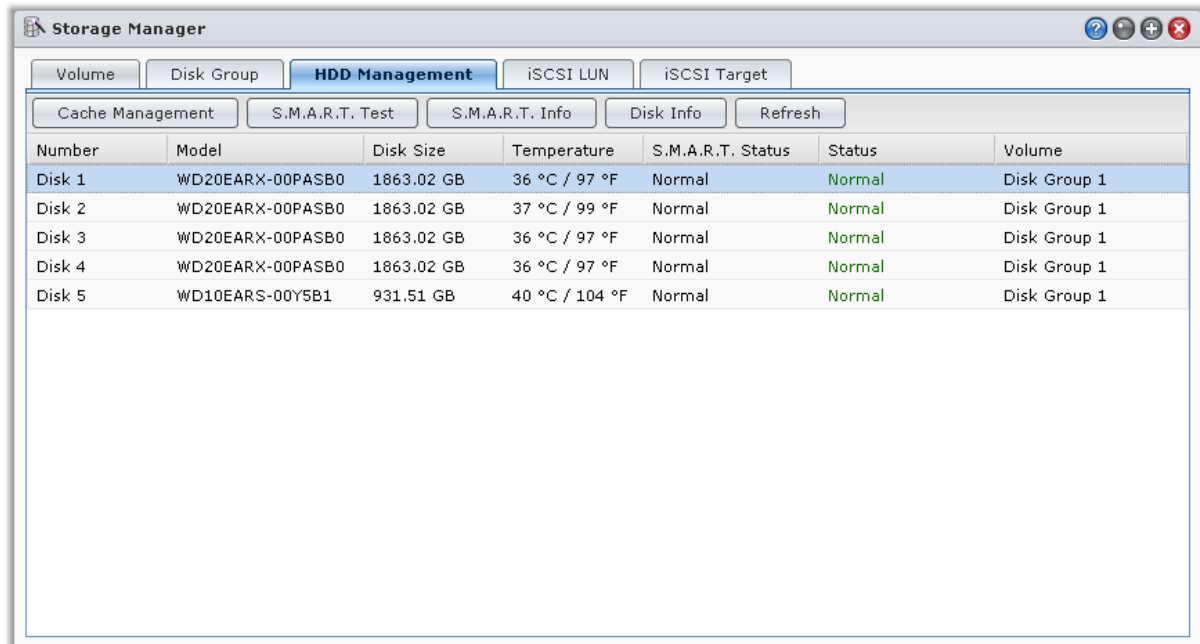 Storage Manager
Volume Disk Group HDD Management iSCSI LUN iSCSI Target
Cache Management S.M.A.R.T. Test S.M.A.R.T. Info Disk Info Refresh
Number Model Disk Size Temperature S.M.A.R.T. Status Status Volume
Disk 1 WD20EARX-00PASB0 1863.02 GB 36 °C / 97 °F Normal Normal Disk Group 1
Disk 2 WD20EARX-00PASB0 1863.02 GB 37 °C / 99 °F Normal Normal Disk Group 1
Disk 3 WD20EARX-00PASB0 1863.02 GB 36 °C / 97 °F Normal Normal Disk Group 1
Disk 4 WD20EARX-00PASB0 1863.02 GB 36 °C / 97 °F Normal Normal Disk Group 1
Disk 5 WD10EARS-00Y5B1 931.51 GB 40 °C / 104 °F Normal Normal Disk Group 1